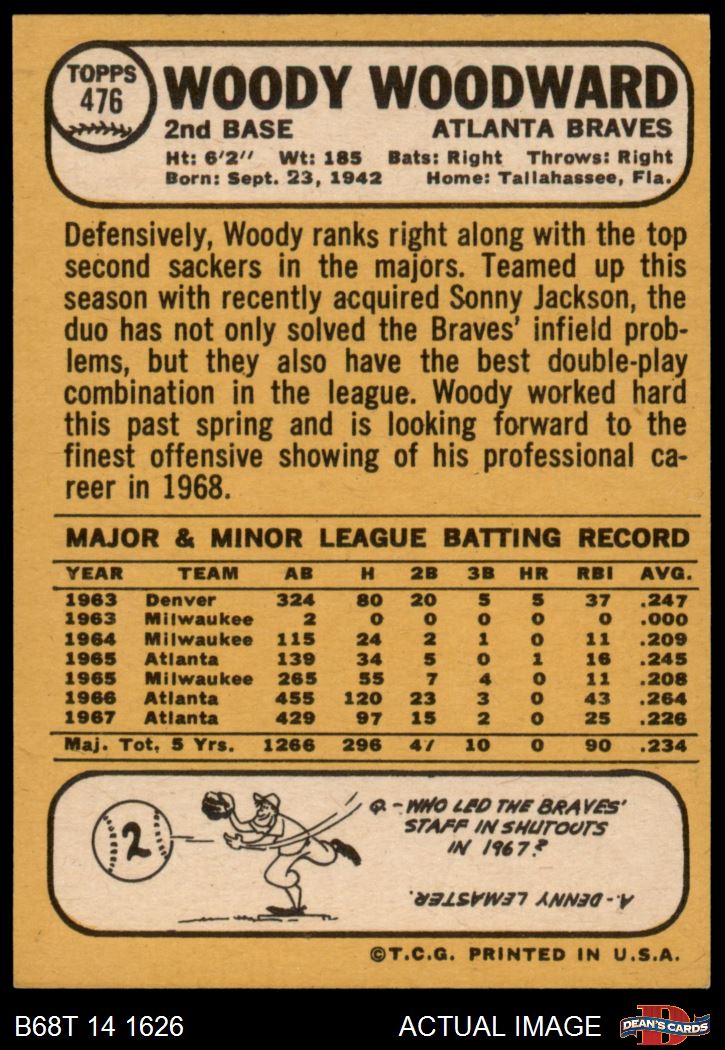 TOPPS
476
WOODY WOODWARD
2nd BASE ATLANTA BRAVES
Ht: 6'2" Wt: 185 Bats: Right Throws: Right
Born: Sept. 23, 1942 Home: Tallahassee, Fla.
Defensively, Woody ranks right along with the top
second sackers in the majors. Teamed up this
season with recently acquired Sonny Jackson, the
duo has not only solved the Braves' infield prob-
lems, but they also have the best double-play
combination in the league. Woody worked hard
this past spring and is looking forward to the
finest offensive showing of his professional ca-
reer in 1968.
MAJOR & MINOR LEAGUE BATTING RECORD
YEAR TEAM AB H 2B 3B HR RBI AVG.
1963 Denver 324 80 20 5 5 37 .247
1963 Milwaukee 2 0 0 0 0 0 .000
1964 Milwaukee 115 24 2 1 0 11 .209
1965 Atlanta 139 34 5 0 1 16 .245
1965 Milwaukee 265 55 7 4 0 11 .208
1966 Atlanta 455 120 23 3 0 43 .264
1967 Atlanta 429 97 15 2 0 25 .226
Maj. Tot. 5 Yrs. 1266 296 47 10 0 90 .234
2
Q.-WHO LED THE BRAVES'
STAFF IN SHUTOUTS
IN 1967?
A.-DENNY LEMASTER.
©T.C.G. PRINTED IN U.S.A.
B68T 14 1626 ACTUAL IMAGE
D
DEAN'S CARDS